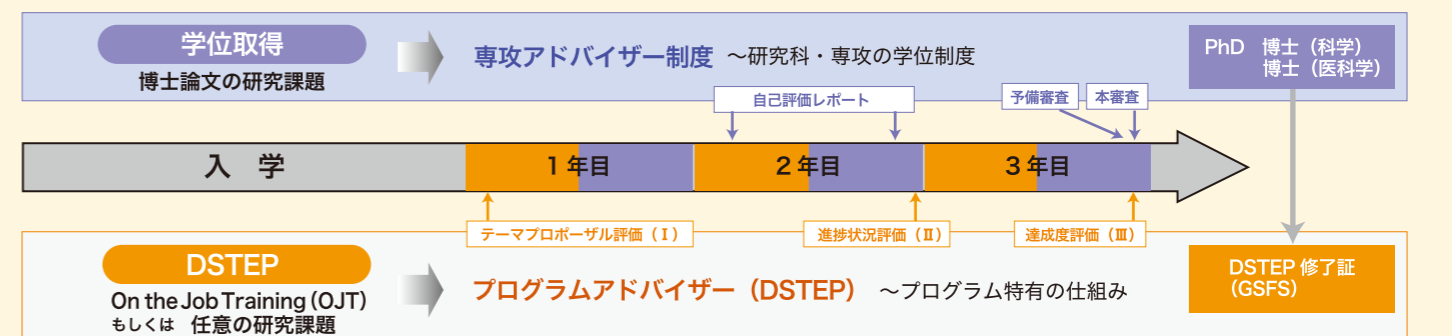 学位取得
博士論文の研究課題
専攻アドバイザー制度 ～研究科・専攻の学位制度
PhD 博士（科学）
博士（医科学）
自己評価レポート
予備審査
本審査
入 学
1 年目
2 年目
3 年目
テーマプロポーザル評価（Ⅰ）
進捗状況評価（Ⅱ）
達成度評価（Ⅲ）
DSTEP
On the Job Training (OJT)
もしくは 任意の研究課題
プログラムアドバイザー（DSTEP） ～プログラム特有の仕組み
DSTEP 修了証
(GSFS)